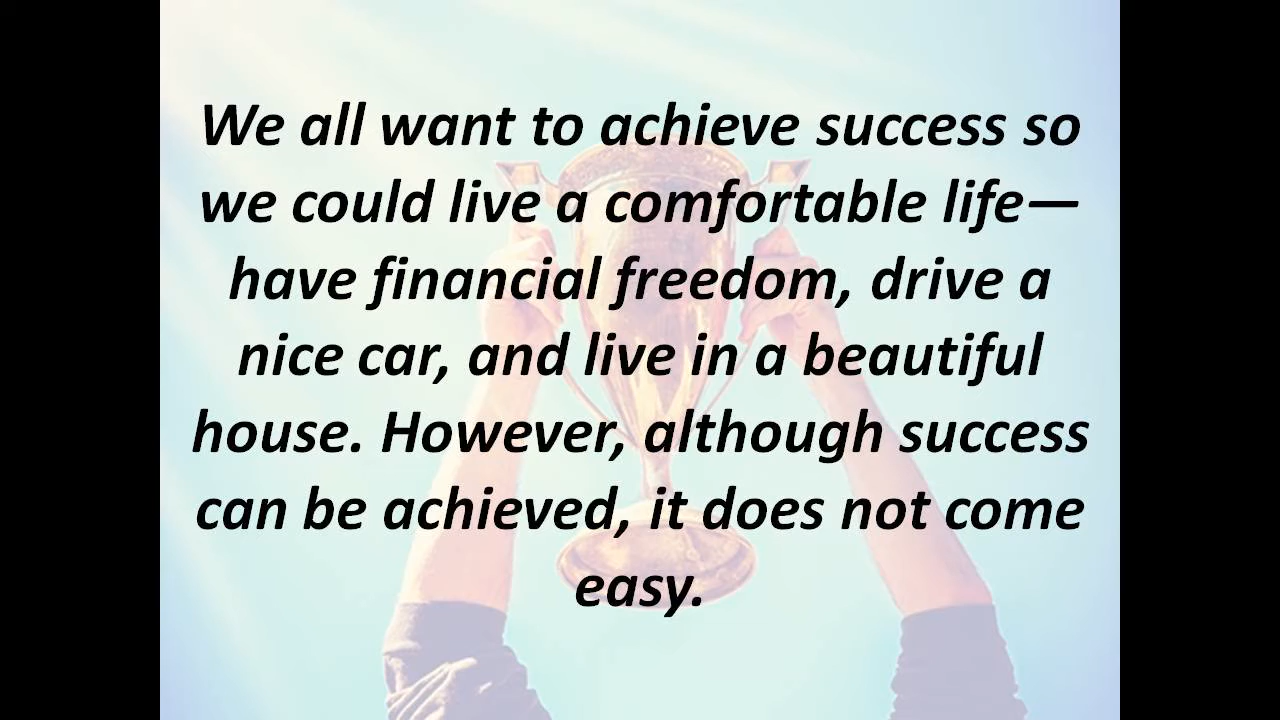 We all want to achieve success so
we could live a comfortable life—
have financial freedom, drive a
nice car, and live in a beautiful
house. However, although success
can be achieved, it does not come
easy.